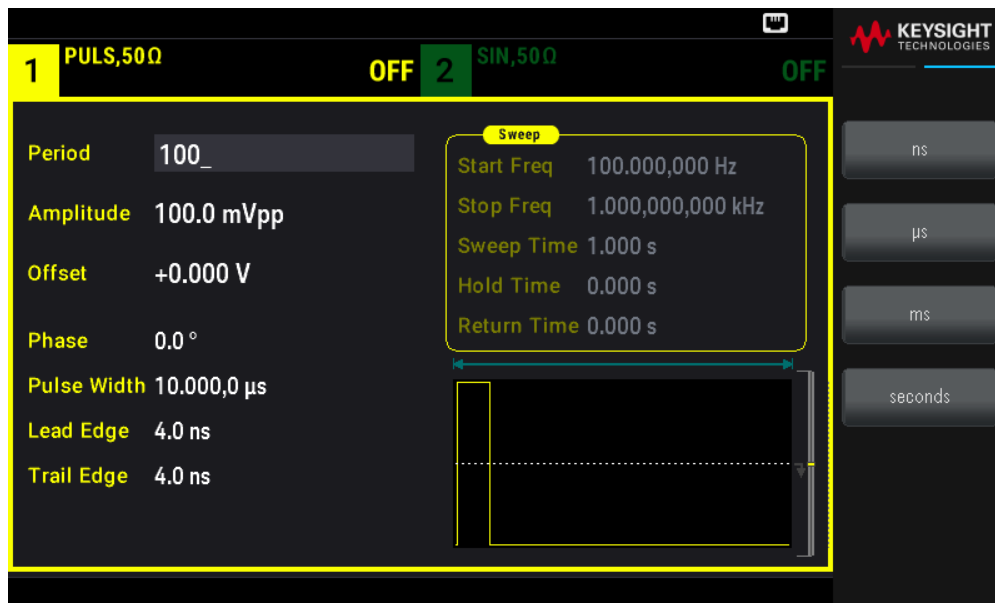 KEYSIGHT
TECHNOLOGIES
1 PULS,50Ω OFF 2 SIN,50Ω OFF
Period 100_
Amplitude 100.0 mVpp
Offset +0.000 V
Phase 0.0 °
Pulse Width 10.000,0 µs
Lead Edge 4.0 ns
Trail Edge 4.0 ns
Sweep
Start Freq 100.000,000 Hz
Stop Freq 1.000,000,000 kHz
Sweep Time 1.000 s
Hold Time 0.000 s
Return Time 0.000 s
ns
µs
ms
seconds